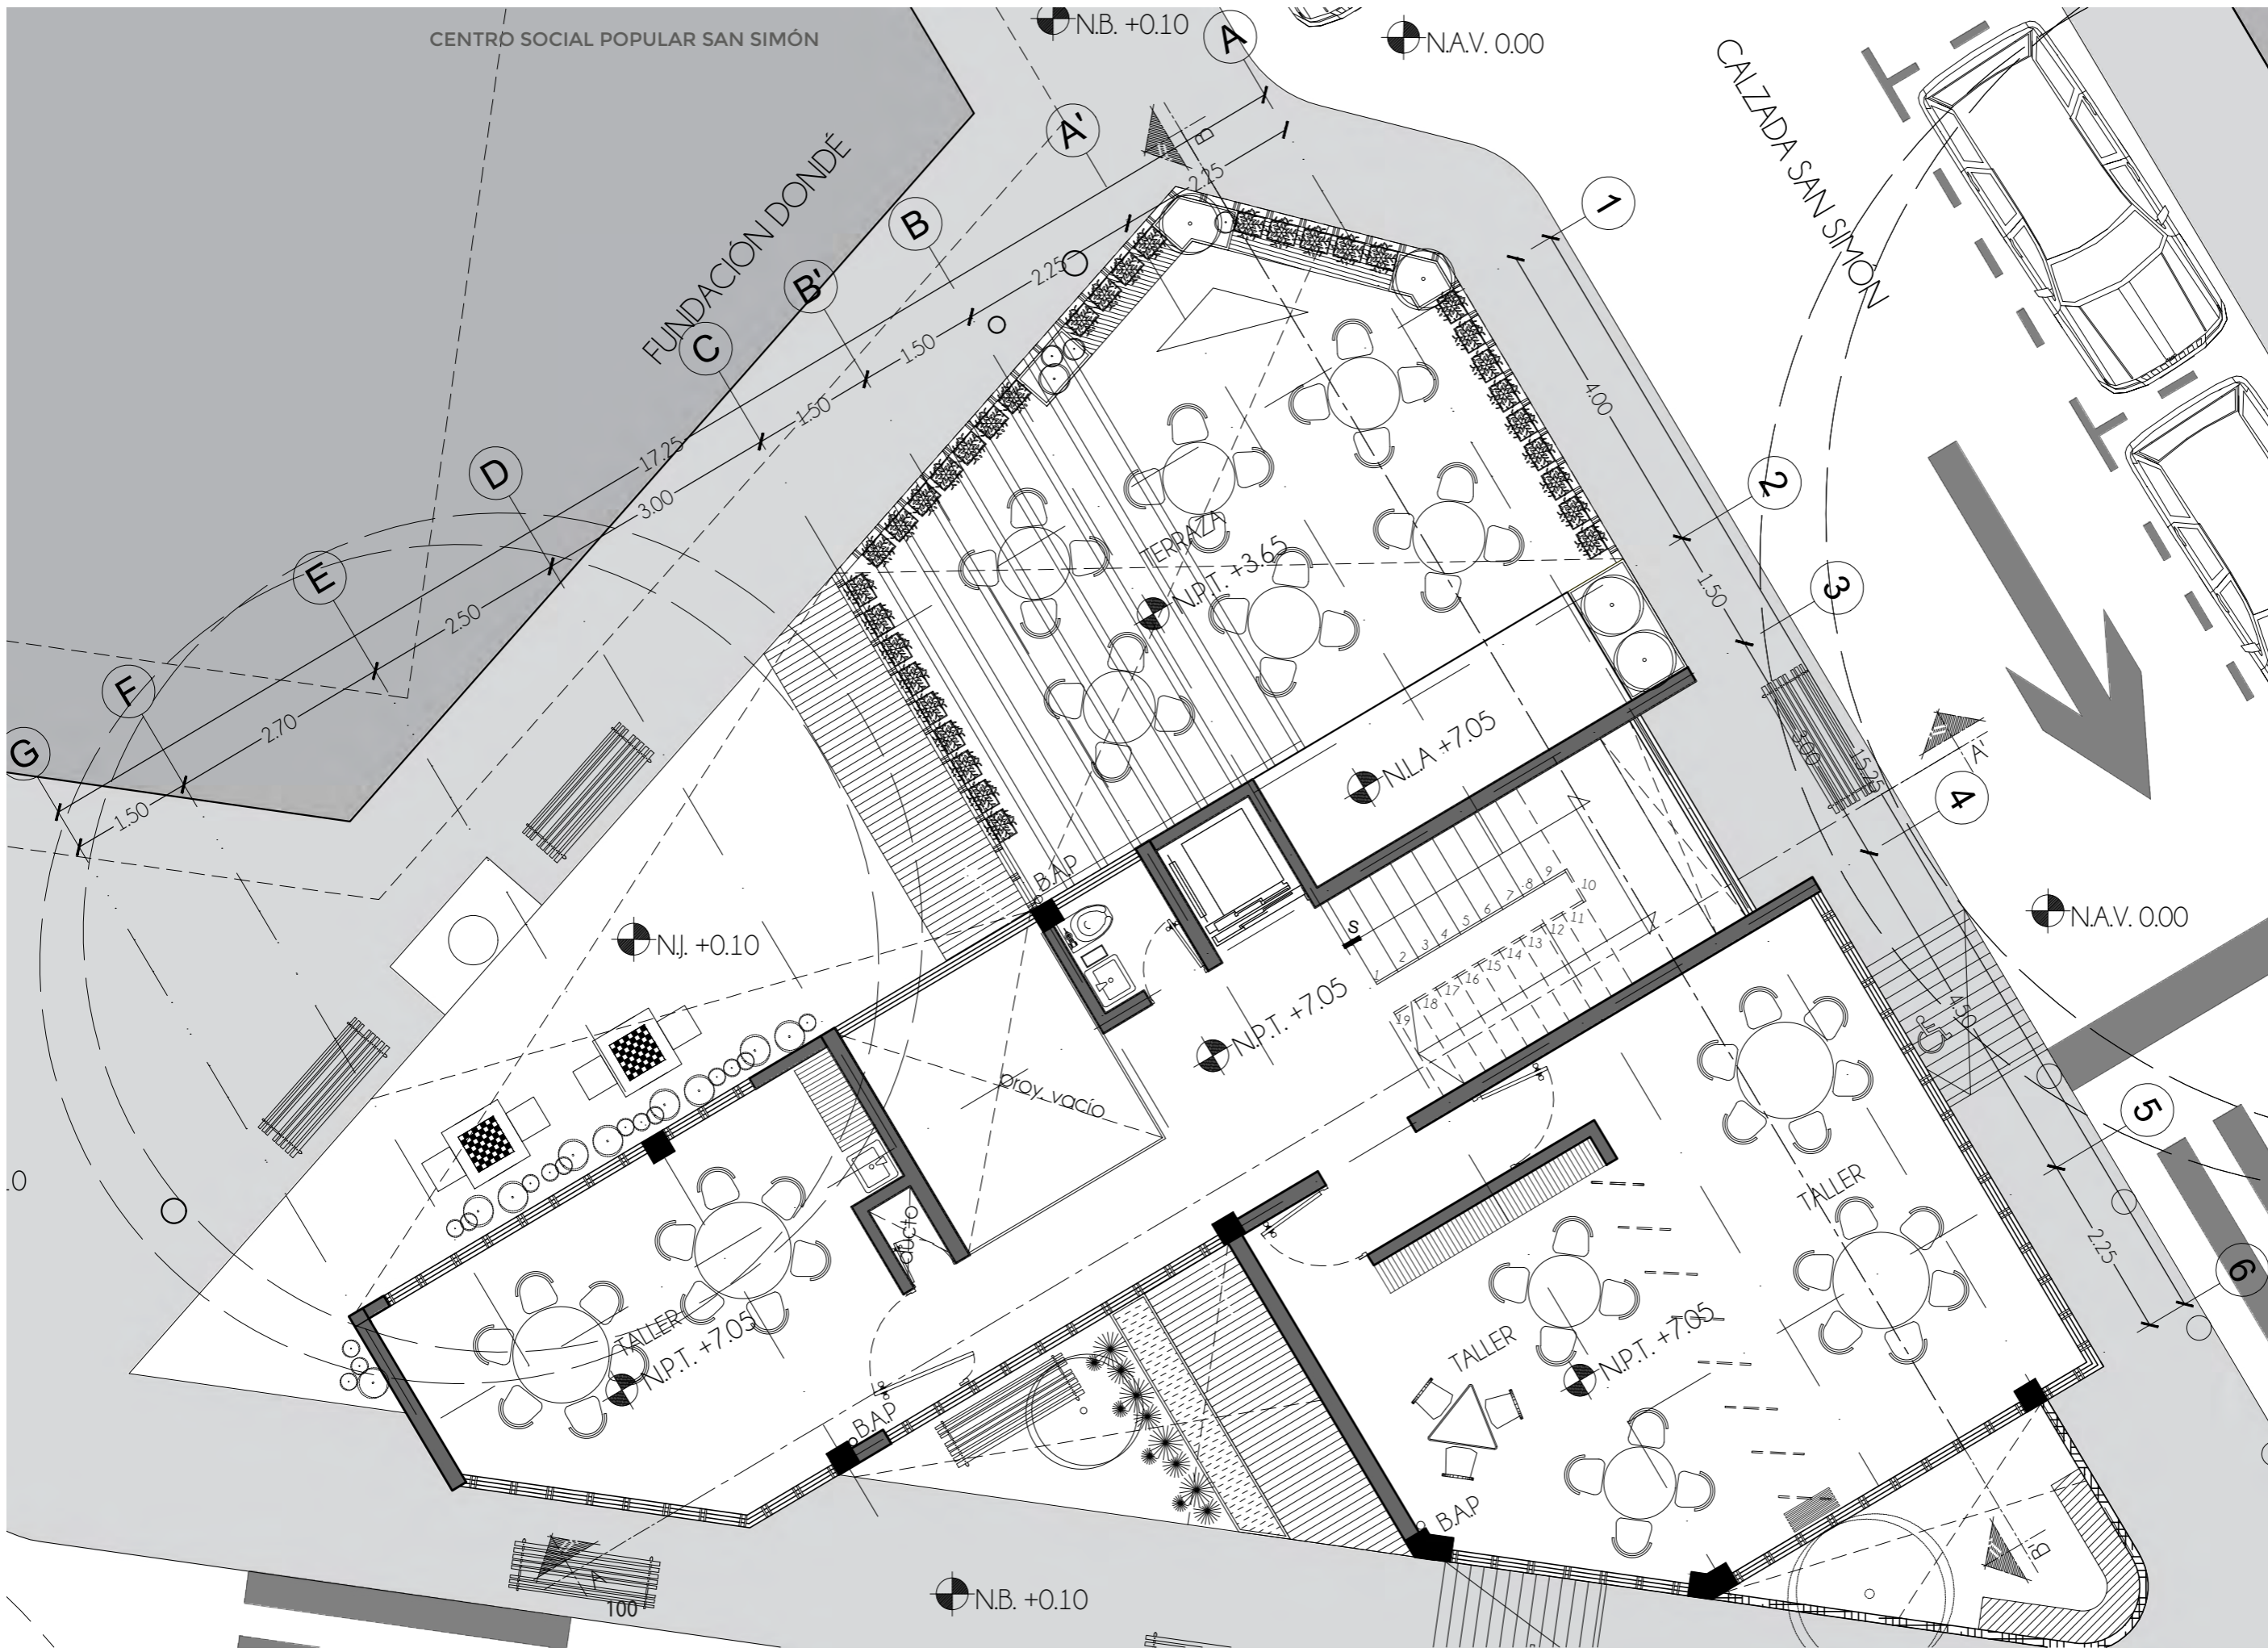 CENTRO SOCIAL POPULAR SAN SIMÓN
N.B. +0.10
N.A.V. 0.00
A
A'
B
B'
C
D
E
F
G
FUNDACIÓN DONDÉ
CALZADA SAN SIMÓN
B
2.25
2.25
1.50
1.50
3.00
2.50
2.70
1.50
17.25
1
2
3
4
5
6
4.00
1.50
3.00
15.25
4.50
2.25
A'
TERRAZA
N.P.T. +3.65
N.L.A +7.05
N.A.V. 0.00
B.A.P
N.J. +0.10
S
1
2
3
4
5
6
7
8
9
10
11
12
13
14
15
16
17
18
19
N.P.T. +7.05
proy. vacío
ducto
TALLER
N.P.T. +7.05
B.A.P
TALLER
TALLER
N.P.T. +7.05
B.A.P
B'
A
.0
100
N.B. +0.10